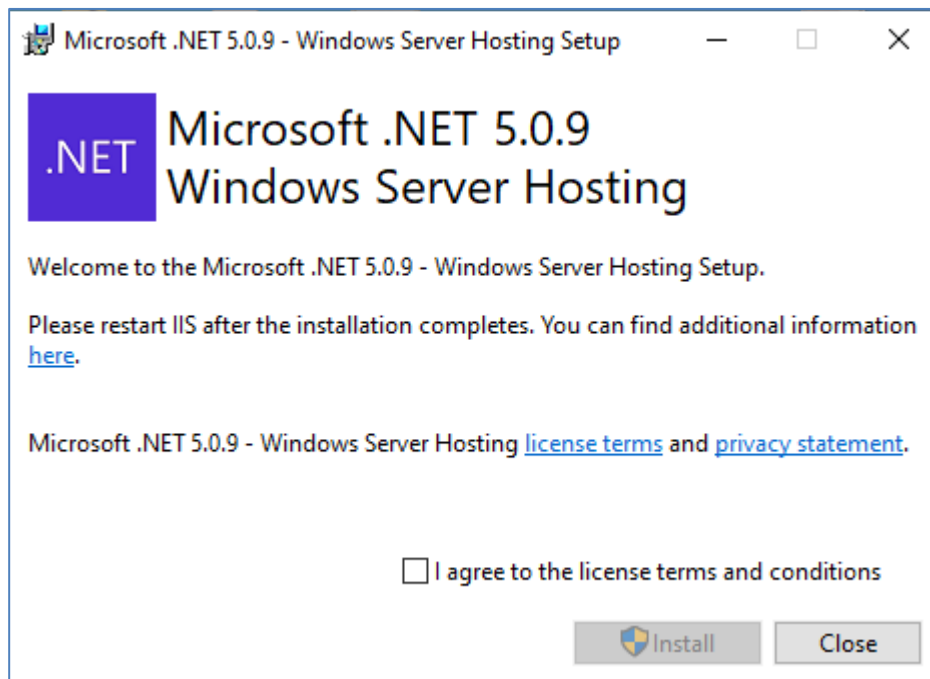 Microsoft .NET 5.0.9 - Windows Server Hosting Setup
.NET
Microsoft .NET 5.0.9
Windows Server Hosting
Welcome to the Microsoft .NET 5.0.9 - Windows Server Hosting Setup.
Please restart IIS after the installation completes. You can find additional information
here.
Microsoft .NET 5.0.9 - Windows Server Hosting license terms and privacy statement.
I agree to the license terms and conditions
Install
Close